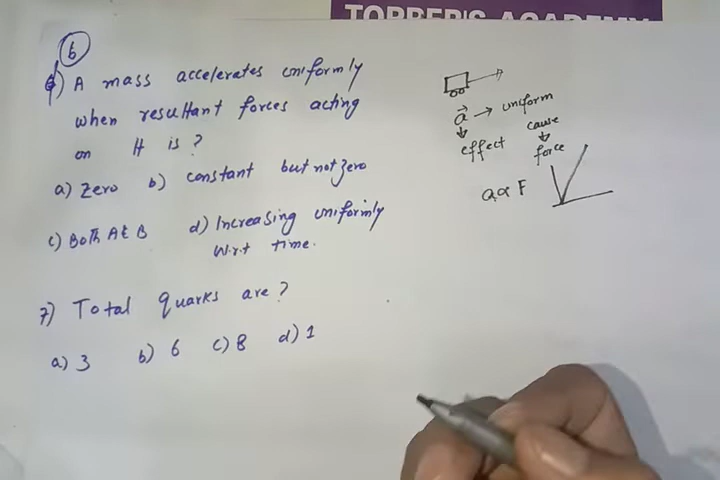 TOPPER'S ACADEMY
6
A mass accelerates uniformly
when resultant forces acting
on it is?
a) Zero b) constant but not zero
c) Both A & B d) Increasing uniformly
w.r.t time.
7) Total quarks are?
a) 3 b) 6 c) 8 d) 1
a → uniform
cause
effect
force
a ∝ F